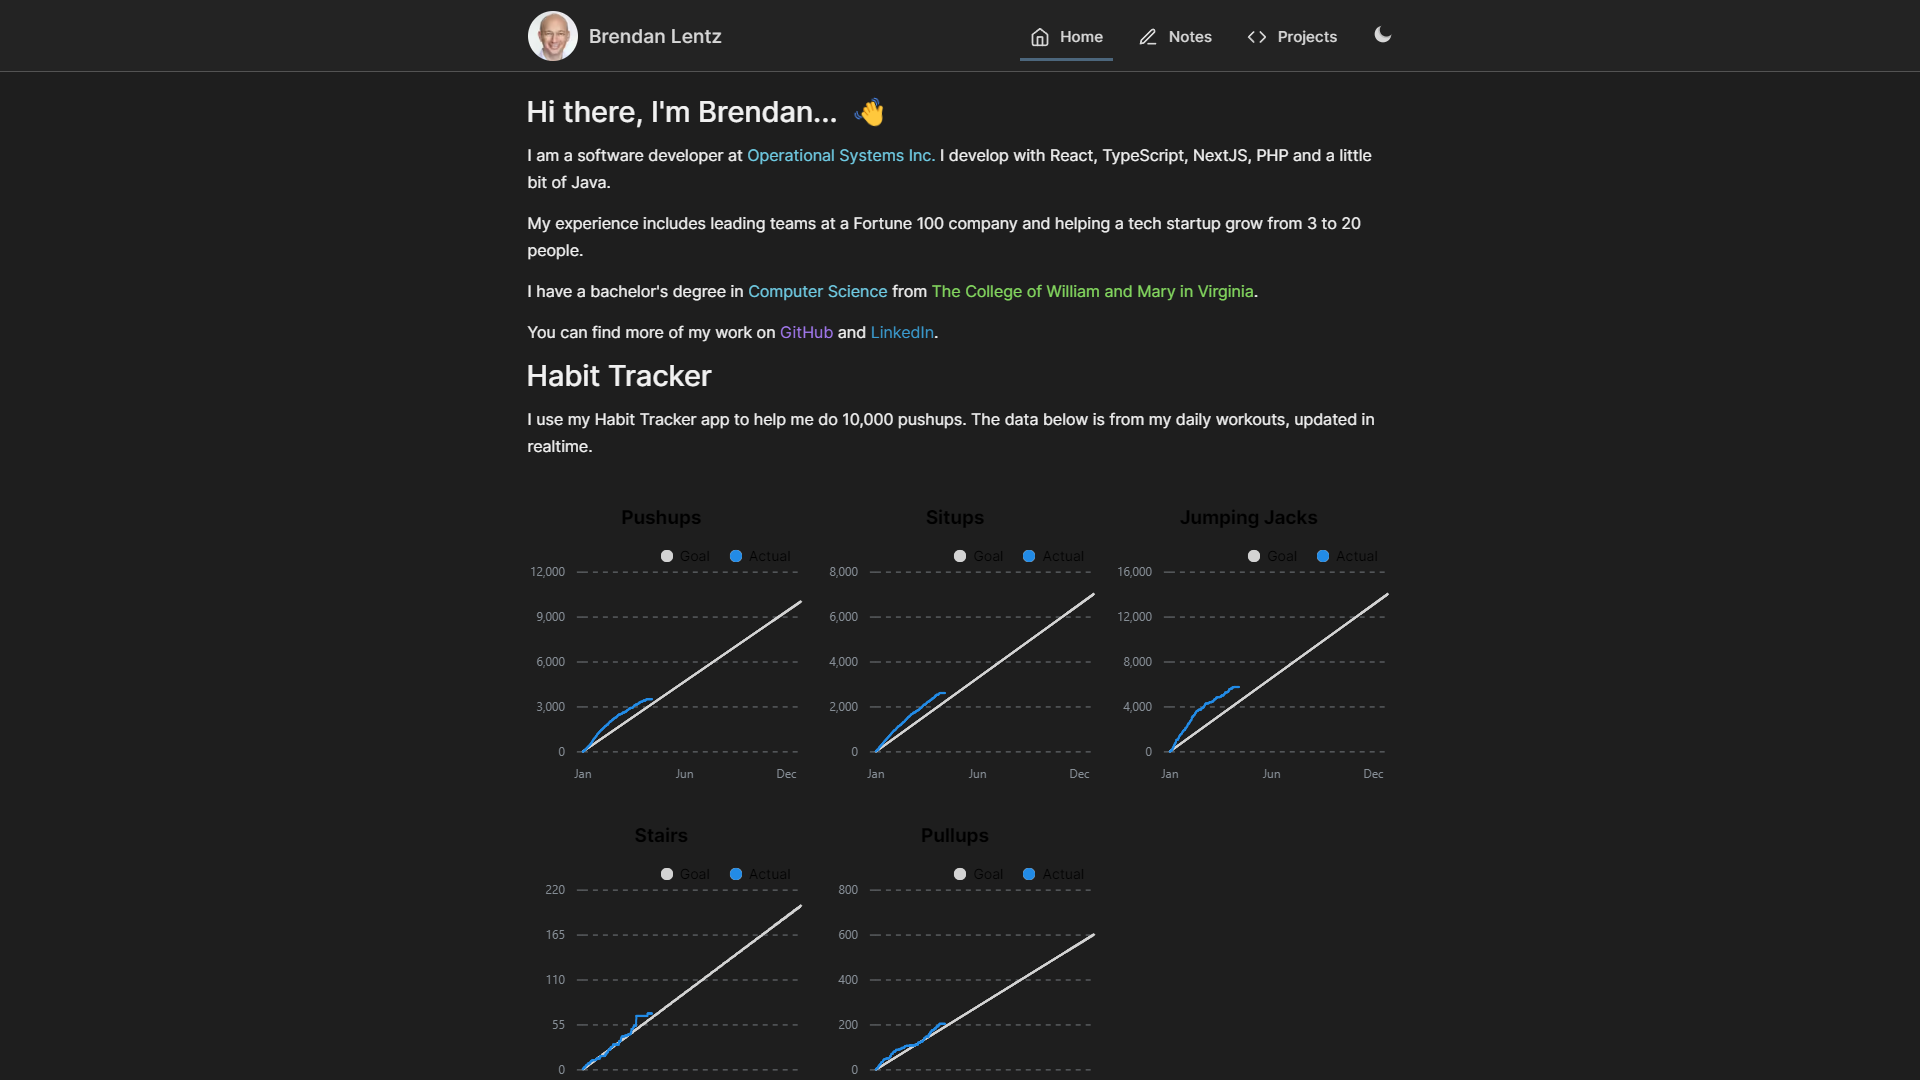 Brendan Lentz
Home
Notes
Projects
Hi there, I'm Brendan... 👋
I am a software developer at Operational Systems Inc. I develop with React, TypeScript, NextJS, PHP and a little
bit of Java.
My experience includes leading teams at a Fortune 100 company and helping a tech startup grow from 3 to 20
people.
I have a bachelor's degree in Computer Science from The College of William and Mary in Virginia.
You can find more of my work on GitHub and LinkedIn.
Habit Tracker
I use my Habit Tracker app to help me do 10,000 pushups. The data below is from my daily workouts, updated in
realtime.
Pushups
Goal Actual
12,000
9,000
6,000
3,000
0
Jan Jun Dec
Situps
Goal Actual
8,000
6,000
4,000
2,000
0
Jan Jun Dec
Jumping Jacks
Goal Actual
16,000
12,000
8,000
4,000
0
Jan Jun Dec
Stairs
Goal Actual
220
165
110
55
0
Pullups
Goal Actual
800
600
400
200
0